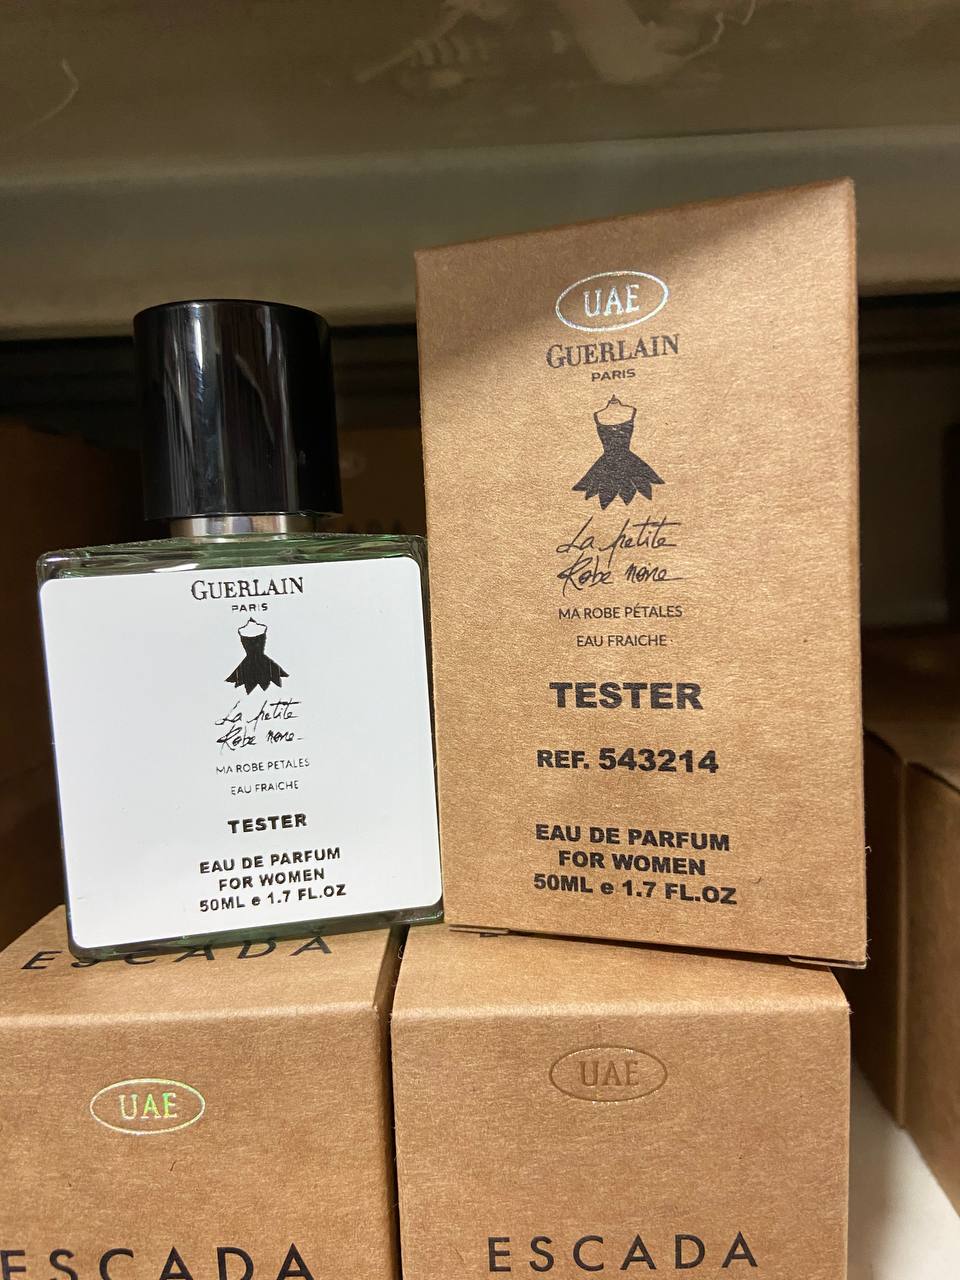 UAE
GUERLAIN
PARIS
La petite
Robe noire
MA ROBE PÉTALES
EAU FRAICHE
TESTER
REF. 543214
EAU DE PARFUM
FOR WOMEN
50ML e 1.7 FL.OZ
GUERLAIN
PARIS
La petite
Robe noire
MA ROBE PETALES
EAU FRAICHE
TESTER
EAU DE PARFUM
FOR WOMEN
50ML e 1.7 FL.OZ
ESCADA
UAE
ESCADA
UAE
ESCADA